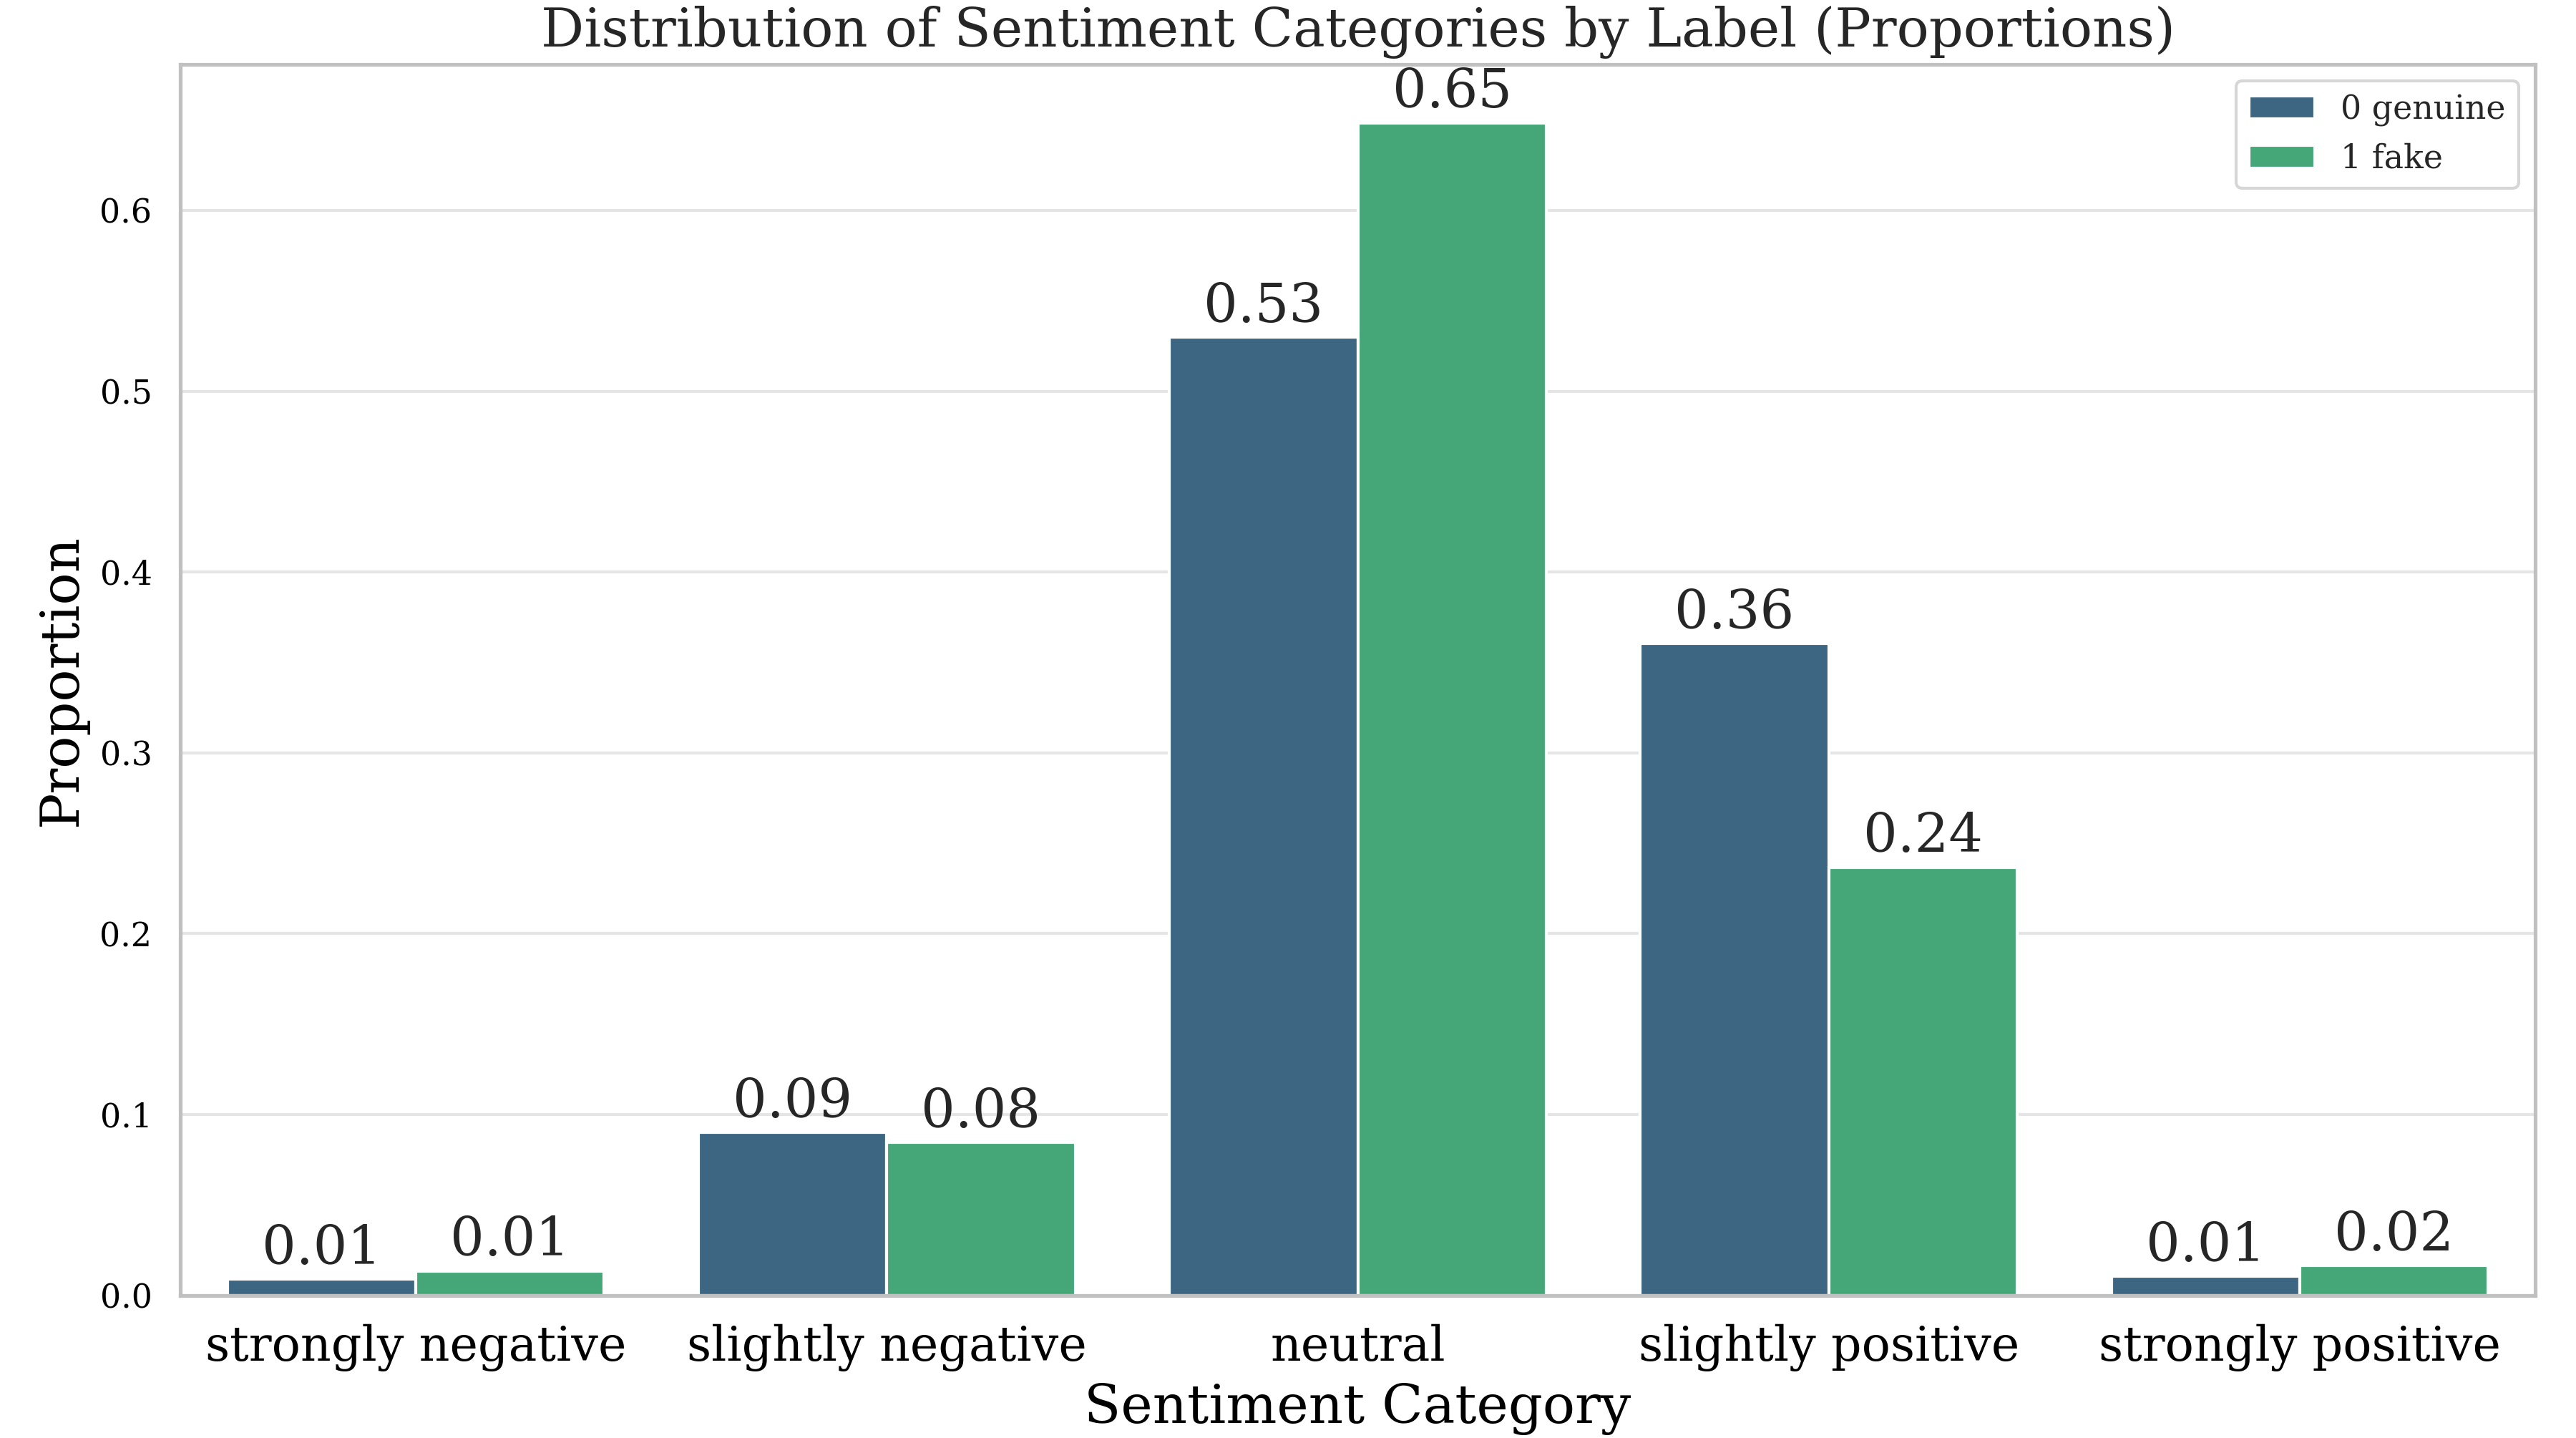 Distribution of Sentiment Categories by Label (Proportions)
0 genuine
1 fake
Proportion
0.6
0.5
0.4
0.3
0.2
0.1
0.0
0.01
0.01
0.09
0.08
0.53
0.65
0.36
0.24
0.01
0.02
strongly negative
slightly negative
neutral
slightly positive
strongly positive
Sentiment Category